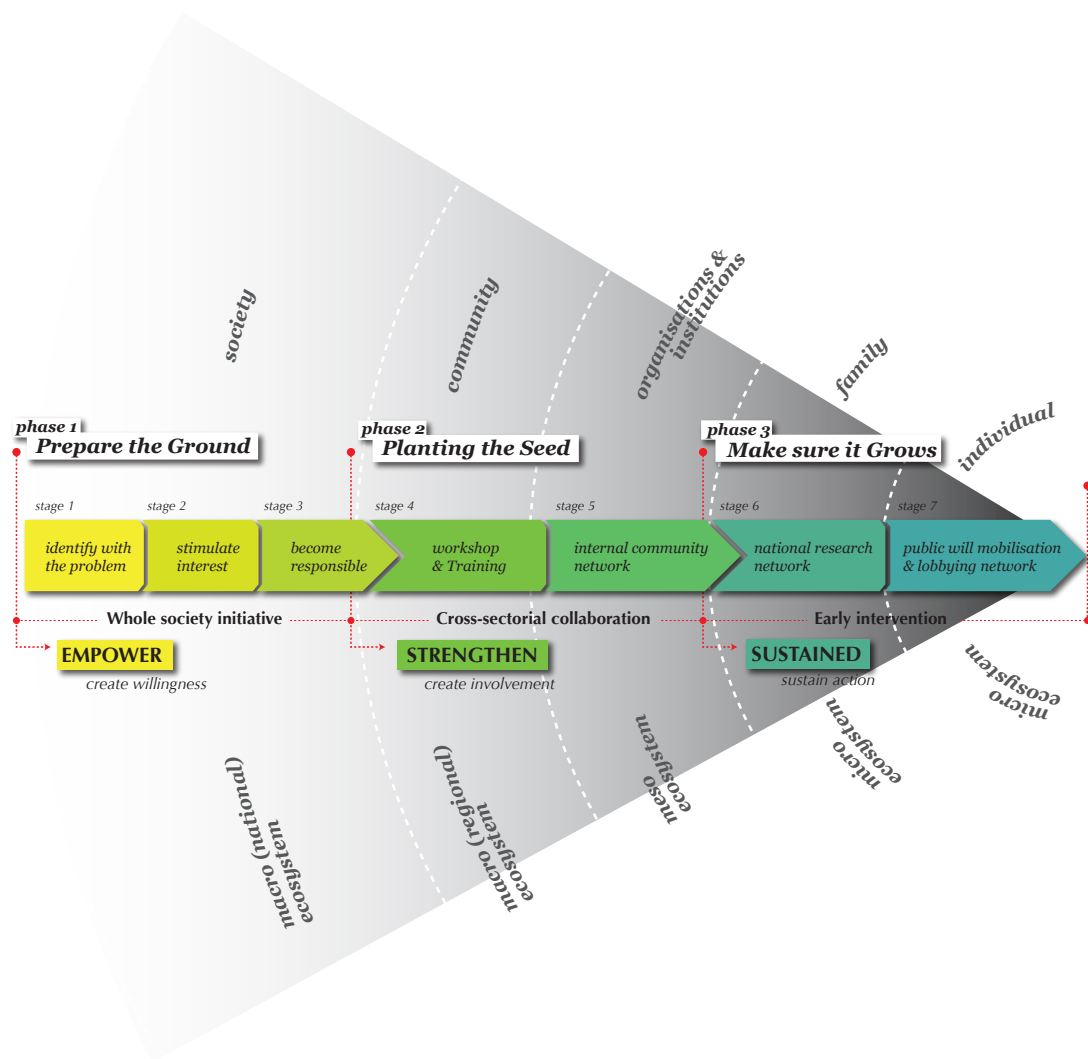 society
community
organisations &
institutions
family
individual
phase 1
Prepare the Ground
phase 2
Planting the Seed
phase 3
Make sure it Grows
stage 1
stage 2
stage 3
stage 4
stage 5
stage 6
stage 7
identify with
the problem
stimulate
interest
become
responsible
workshop
& Training
internal community
network
national research
network
public will mobilisation
& lobbying network
Whole society initiative
Cross-sectorial collaboration
Early intervention
EMPOWER
create willingness
STRENGTHEN
create involvement
SUSTAINED
sustain action
macro (national)
ecosystem
macro (regional)
ecosystem
meso
ecosystem
micro
ecosystem
micro
ecosystem